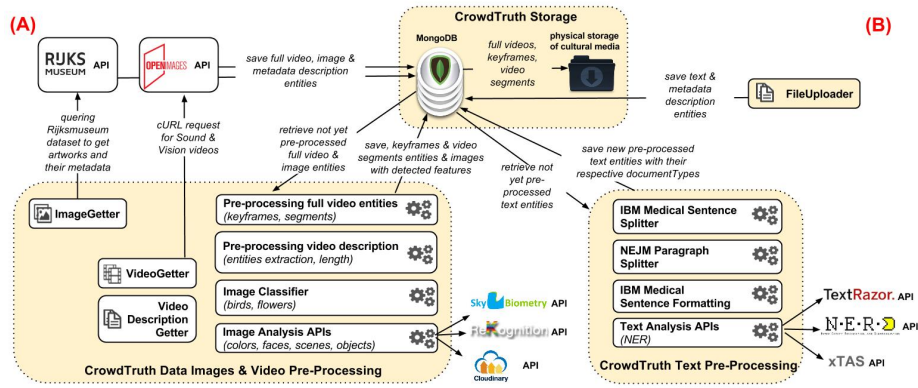 (A)
CrowdTruth Storage
(B)
MongoDB
physical storage
of cultural media
full videos,
keyframes,
video
segments
RIJKS
MUSEUM
API
OPENIMAGES
API
save full video, image &
metadata description
entities
save text &
metadata
description
entities
FileUploader
quering
Rijksmuseum
dataset to get
artworks and
their metadata
cURL request
for Sound &
Vision videos
retrieve not yet
pre-processed
full video &
image entities
save, keyframes & video
segments entities & images
with detected features
retrieve not
yet pre-
processed
text entities
save new pre-processed
text entities with their
respective documentTypes
ImageGetter
VideoGetter
Video
Description
Getter
Pre-processing full video entities
(keyframes, segments)
Pre-processing video description
(entities extraction, length)
Image Classifier
(birds, flowers)
Image Analysis APIs
(colors, faces, scenes, objects)
CrowdTruth Data Images & Video Pre-Processing
SkyBiometry API
ReKognition API
Cloudinary
API
IBM Medical Sentence
Splitter
NEJM Paragraph
Splitter
IBM Medical
Sentence Formatting
Text Analysis APIs
(NER)
CrowdTruth Text Pre-Processing
TextRazor. API
N·E·R·D API
xTAS API